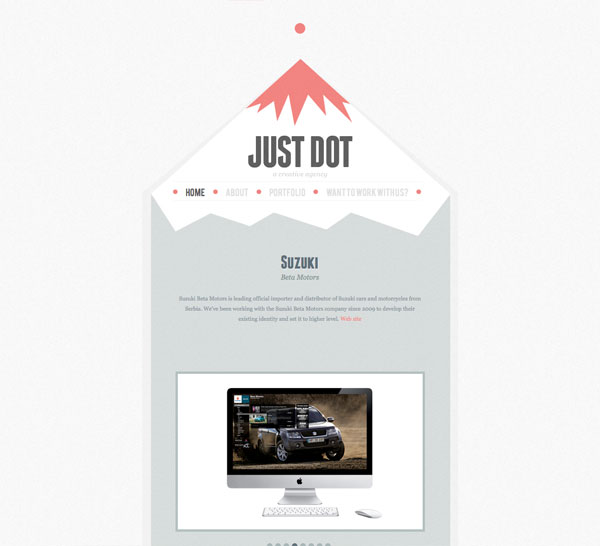 JUST DOT
a creative agency
HOME ABOUT PORTFOLIO WANT TO WORK WITH US?
Suzuki
Beta Motors
Suzuki Beta Motors is leading official importer and distributor of Suzuki cars and motorcycles from
Serbia. We've been working with the Suzuki Beta Motors company since 2009 to develop their
existing identity and set it to higher level. Web site